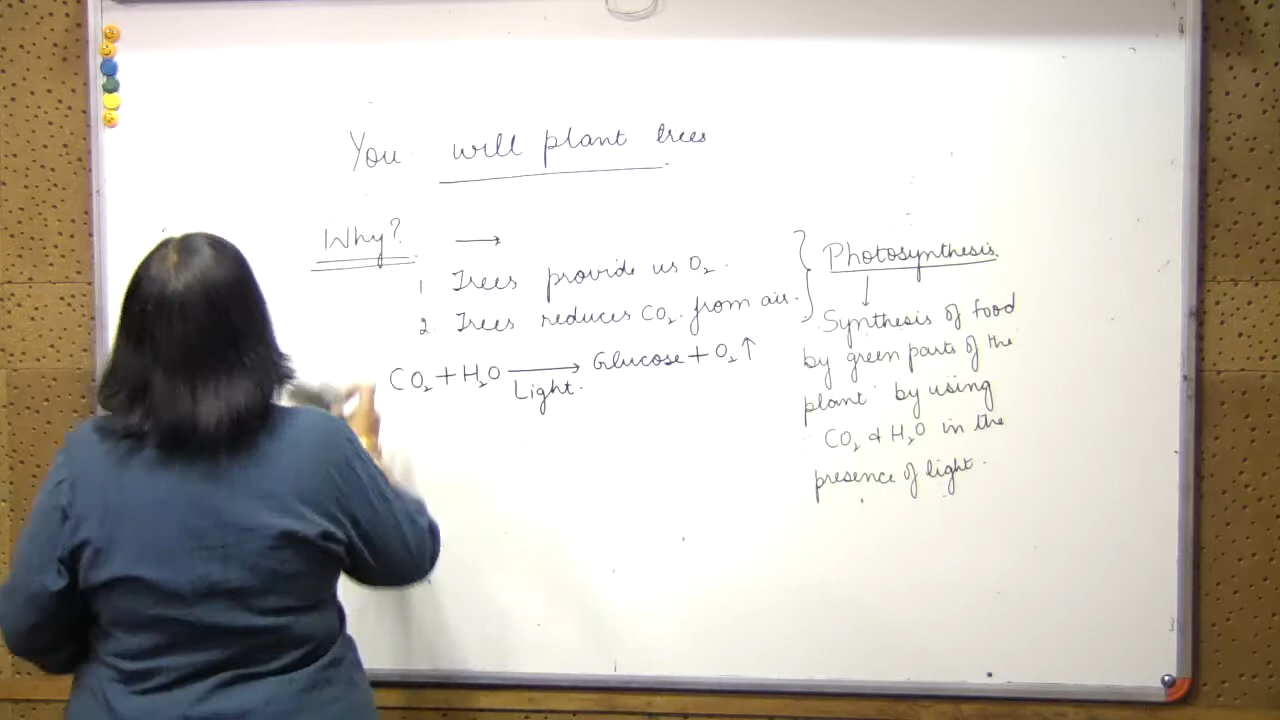 You will plant trees
Why? →
1 Trees provide us O₂.
2. Trees reduces CO₂ from air.
CO₂ + H₂O → Glucose + O₂ ↑
Light.
Photosynthesis.
Synthesis of food
by green parts of the
plant by using
CO₂ & H₂O in the
presence of light.